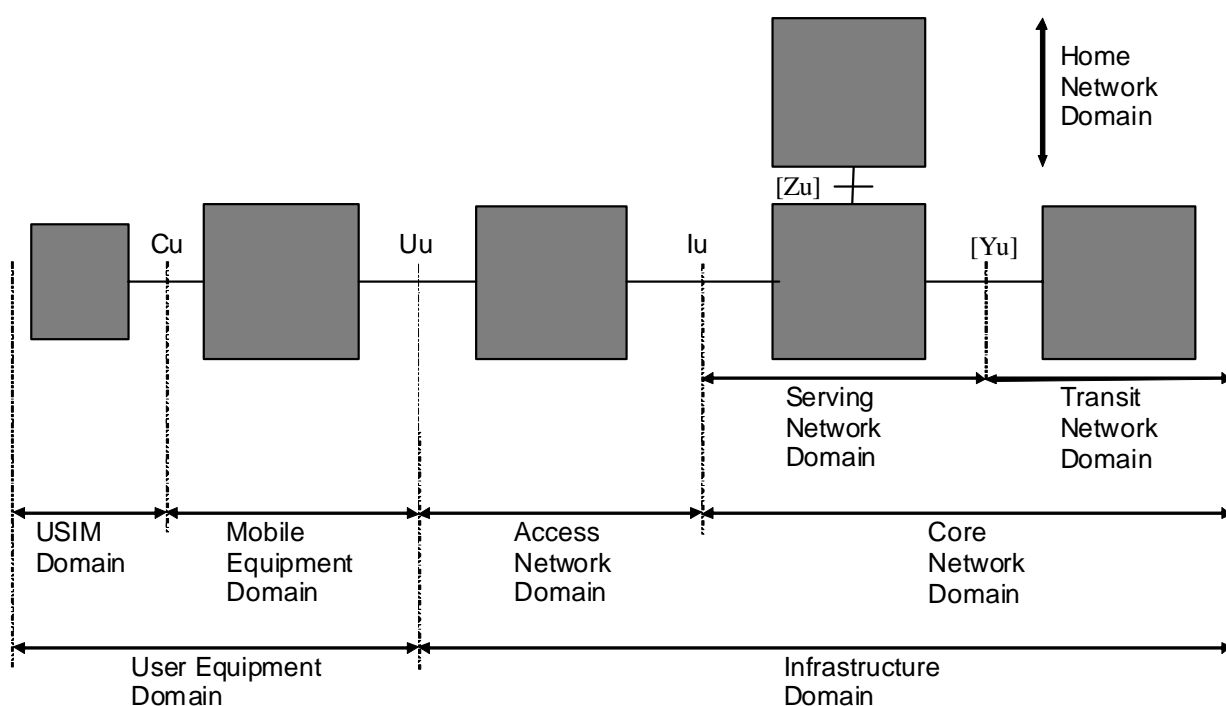 Home
Network
Domain
[Zu]
Cu
Uu
Iu
[Yu]
Serving
Network
Domain
Transit
Network
Domain
USIM
Domain
Mobile
Equipment
Domain
Access
Network
Domain
Core
Network
Domain
User Equipment
Domain
Infrastructure
Domain